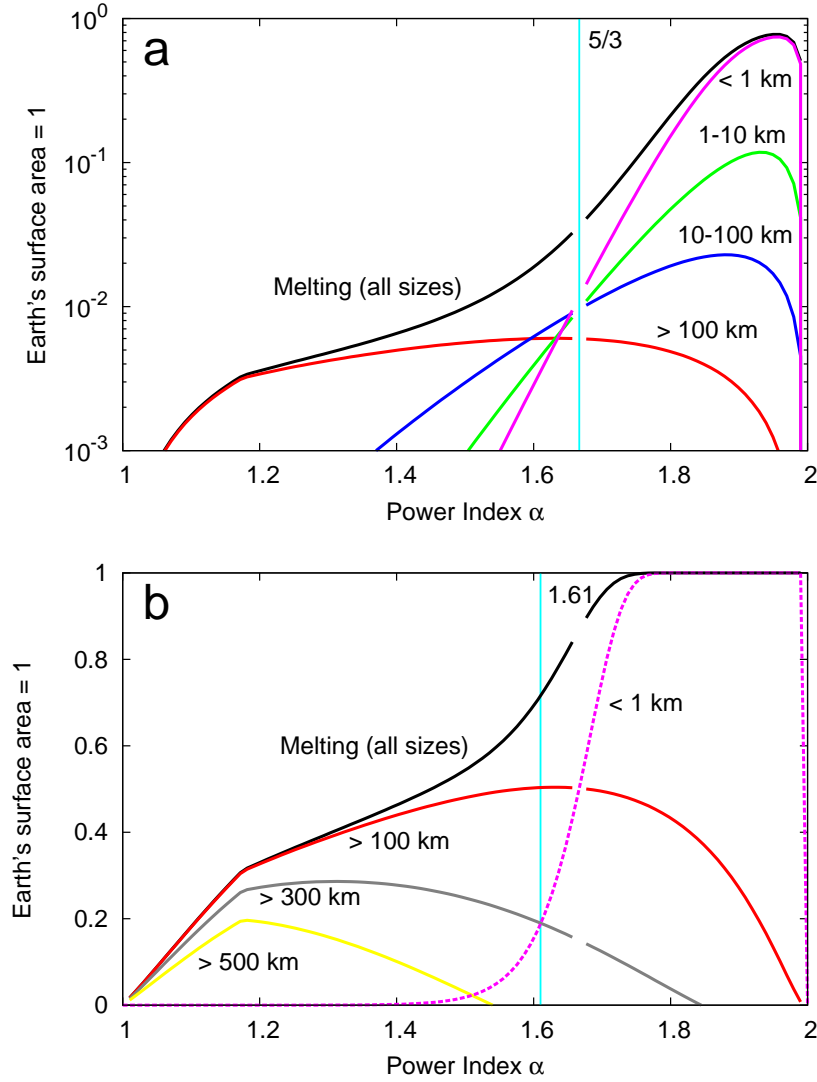 a
5/3
< 1 km
1-10 km
10-100 km
> 100 km
Melting (all sizes)
Earth's surface area = 1
10^0
10^-1
10^-2
10^-3
1
1.2
1.4
1.6
1.8
2
Power Index α
b
1.61
< 1 km
Melting (all sizes)
> 100 km
> 300 km
> 500 km
Earth's surface area = 1
1
0.8
0.6
0.4
0.2
0
1
1.2
1.4
1.6
1.8
2
Power Index α